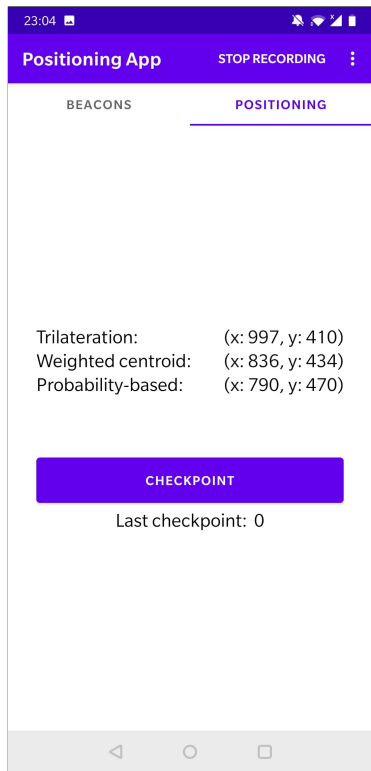 23:04
Positioning App STOP RECORDING
BEACONS POSITIONING
Trilateration: (x: 997, y: 410)
Weighted centroid: (x: 836, y: 434)
Probability-based: (x: 790, y: 470)
CHECKPOINT
Last checkpoint: 0